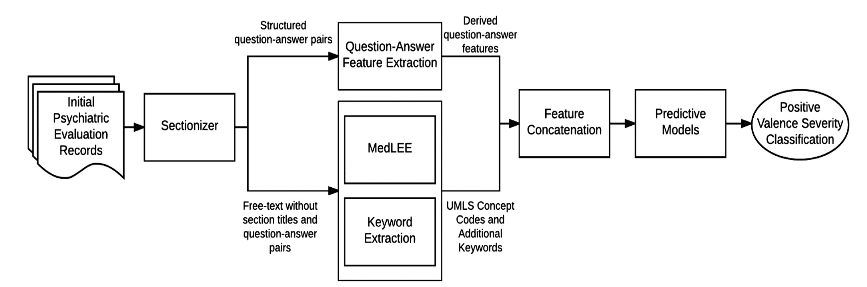 Initial
Psychiatric
Evaluation
Records
Sectionizer
Structured
question-answer pairs
Question-Answer
Feature Extraction
Derived
question-answer
features
MedLEE
Keyword
Extraction
Free-text without
section titles and
question-answer
pairs
UMLS Concept
Codes and
Additional
Keywords
Feature
Concatenation
Predictive
Models
Positive
Valence Severity
Classification